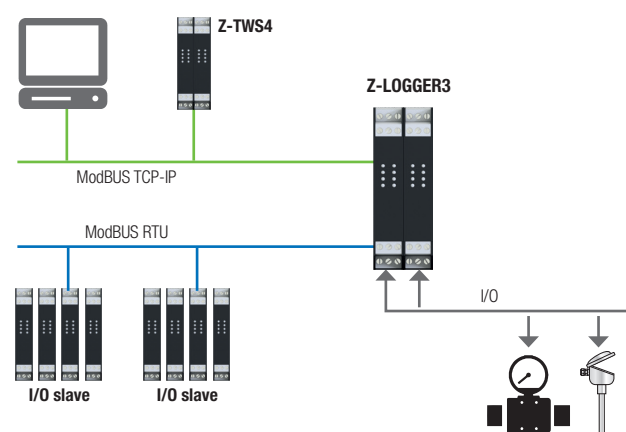 Z-TWS4
Z-LOGGER3
ModBUS TCP-IP
ModBUS RTU
I/O
I/O slave
I/O slave